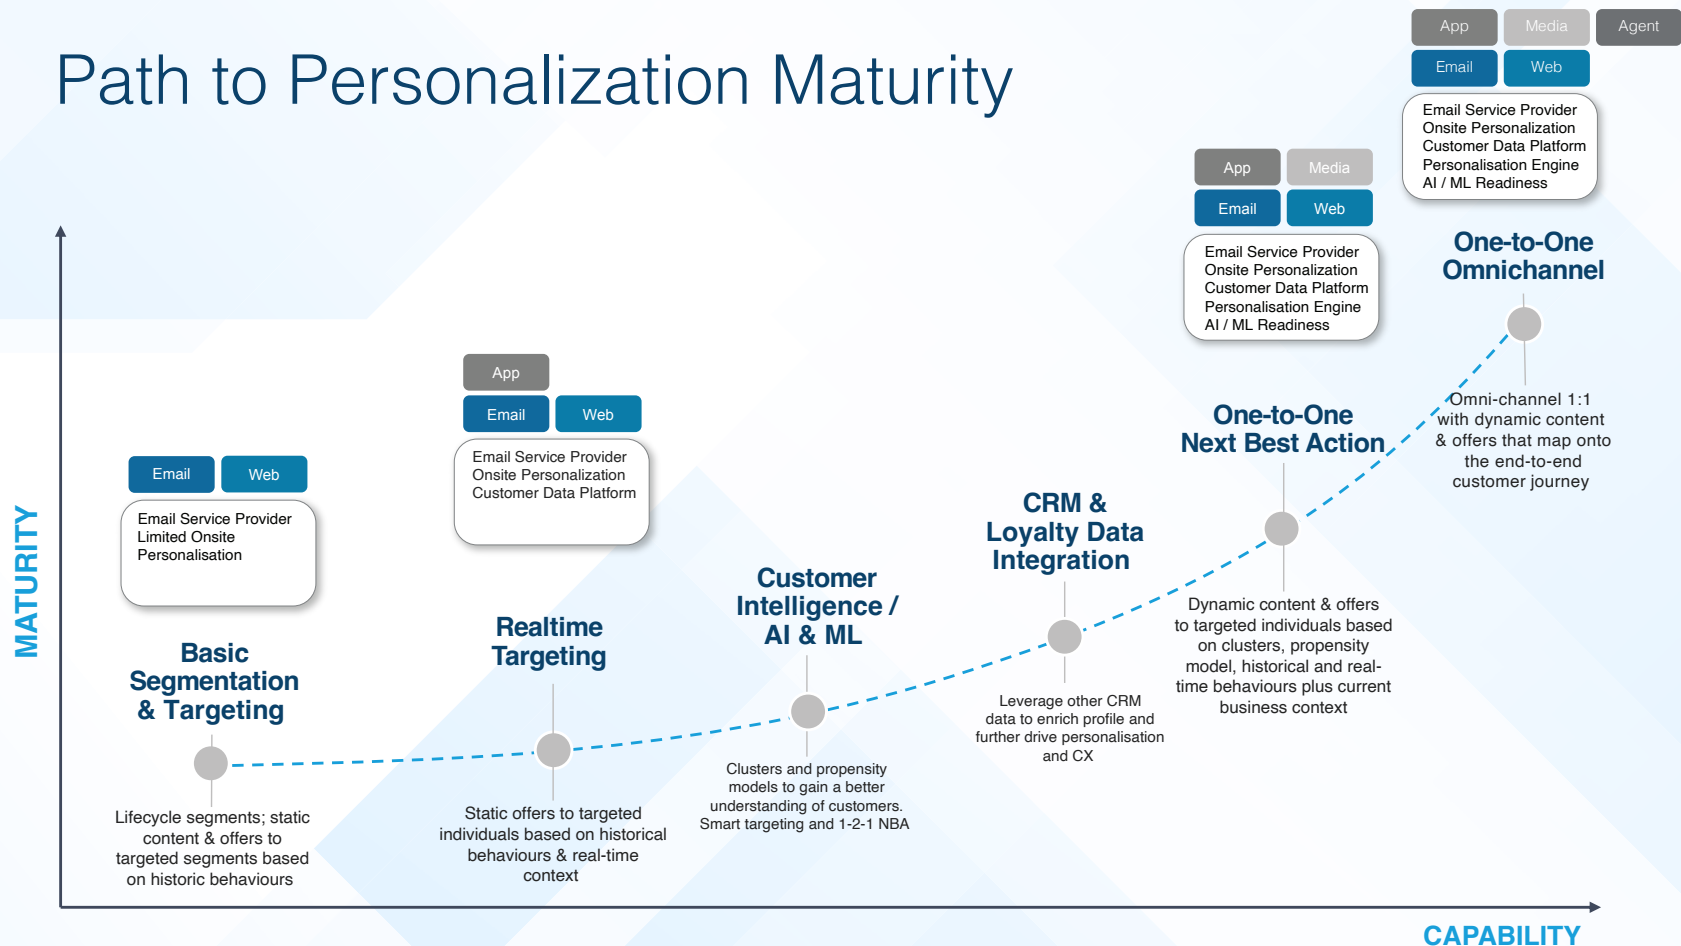 Path to Personalization Maturity
App Media Agent
Email Web
Email Service Provider
Onsite Personalization
Customer Data Platform
Personalisation Engine
AI / ML Readiness
One-to-One
Omnichannel
Omni-channel 1:1
with dynamic content
& offers that map onto
the end-to-end
customer journey
App Media
Email Web
Email Service Provider
Onsite Personalization
Customer Data Platform
Personalisation Engine
AI / ML Readiness
One-to-One
Next Best Action
Dynamic content & offers
to targeted individuals based
on clusters, propensity
model, historical and real-
time behaviours plus current
business context
CRM &
Loyalty Data
Integration
Leverage other CRM
data to enrich profile and
further drive personalisation
and CX
Customer
Intelligence /
AI & ML
Clusters and propensity
models to gain a better
understanding of customers.
Smart targeting and 1-2-1 NBA
App
Email Web
Email Service Provider
Onsite Personalization
Customer Data Platform
Realtime
Targeting
Static offers to targeted
individuals based on historical
behaviours & real-time
context
Email Web
Email Service Provider
Limited Onsite
Personalisation
Basic
Segmentation
& Targeting
Lifecycle segments; static
content & offers to
targeted segments based
on historic behaviours
MATURITY
CAPABILITY